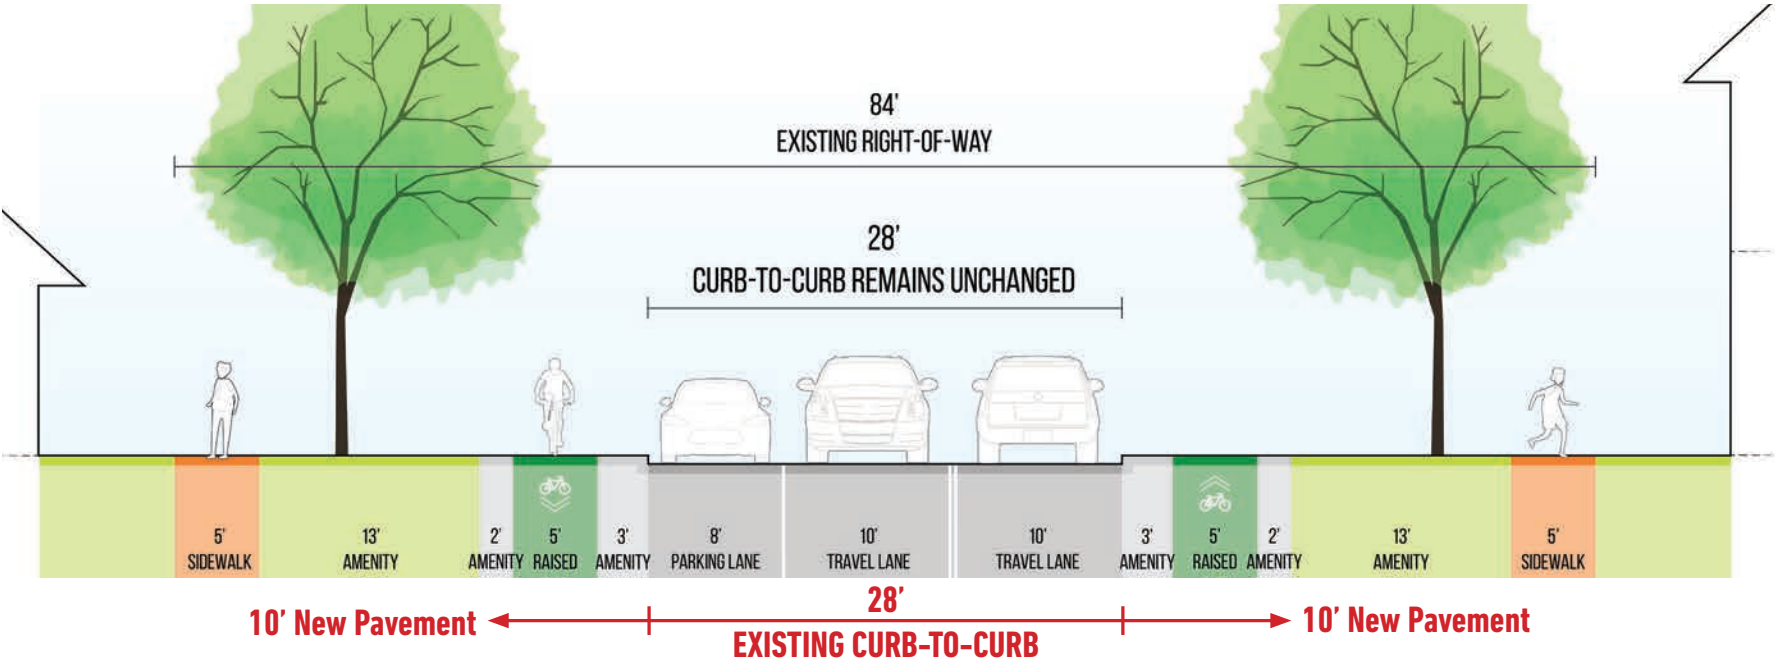 84'
EXISTING RIGHT-OF-WAY
28'
CURB-TO-CURB REMAINS UNCHANGED
5'
SIDEWALK
13'
AMENITY
2'
AMENITY
5'
RAISED
3'
AMENITY
8'
PARKING LANE
10'
TRAVEL LANE
10'
TRAVEL LANE
3'
AMENITY
5'
RAISED
2'
AMENITY
13'
AMENITY
5'
SIDEWALK
10' New Pavement
28'
EXISTING CURB-TO-CURB
10' New Pavement